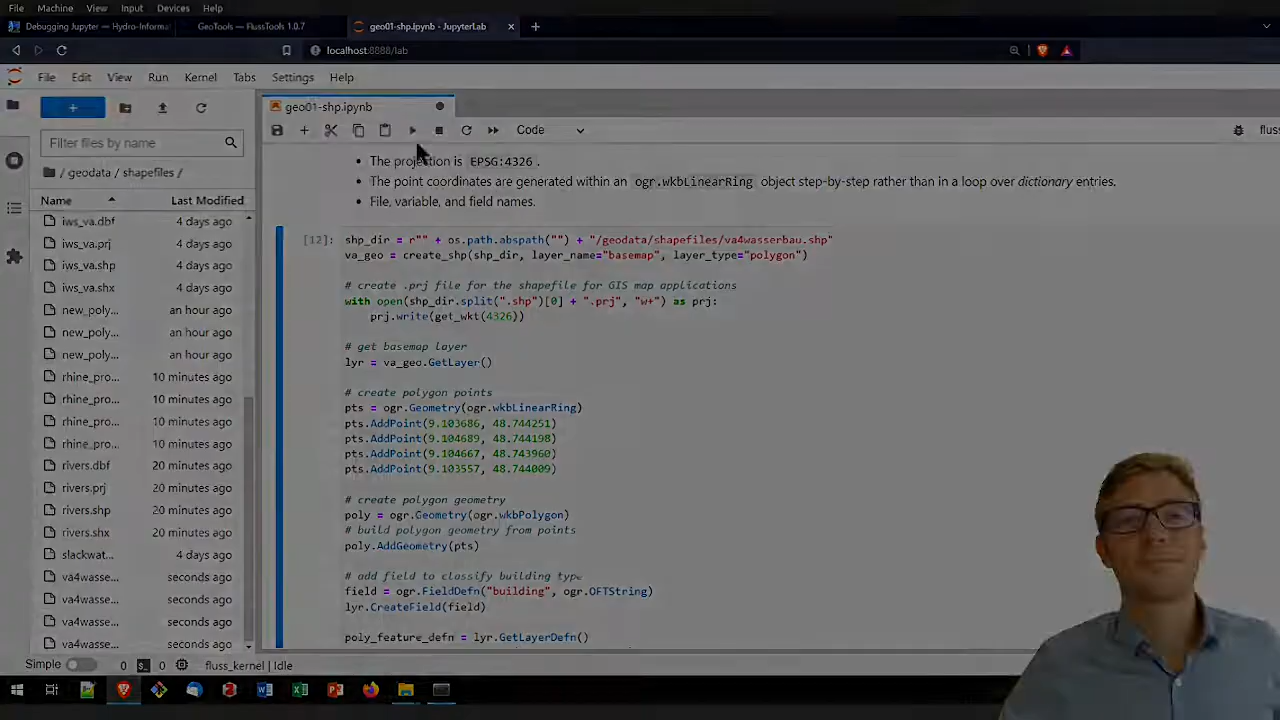 File Machine View Input Devices Help
Debugging Jupyter — Hydro-Informat
GeoTools — FlussTools 1.0.7
geo01-shp.ipynb - JupyterLab
localhost:8888/lab
File Edit View Run Kernel Tabs Settings Help
geo01-shp.ipynb
Code
fluss
Filter files by name
/ geodata / shapefiles /
Name Last Modified
iws_va.dbf 4 days ago
iws_va.prj 4 days ago
iws_va.shp 4 days ago
iws_va.shx 4 days ago
new_poly... an hour ago
new_poly... an hour ago
new_poly... an hour ago
rhine_pro... 10 minutes ago
rhine_pro... 10 minutes ago
rhine_pro... 10 minutes ago
rhine_pro... 10 minutes ago
rivers.dbf 20 minutes ago
rivers.prj 20 minutes ago
rivers.shp 20 minutes ago
rivers.shx 20 minutes ago
slackwat... 4 days ago
va4wasse... seconds ago
va4wasse... seconds ago
va4wasse... seconds ago
va4wasse... seconds ago
• The projection is EPSG:4326.
• The point coordinates are generated within an ogr.wkbLinearRing object step-by-step rather than in a loop over dictionary entries.
• File, variable, and field names.
[12]:
shp_dir = r"" + os.path.abspath("") + "/geodata/shapefiles/va4wasserbau.shp"
va_geo = create_shp(shp_dir, layer_name="basemap", layer_type="polygon")
# create .prj file for the shapefile for GIS map applications
with open(shp_dir.split(".shp")[0] + ".prj", "w+") as prj:
prj.write(get_wkt(4326))
# get basemap layer
lyr = va_geo.GetLayer()
# create polygon points
pts = ogr.Geometry(ogr.wkbLinearRing)
pts.AddPoint(9.103686, 48.744251)
pts.AddPoint(9.104689, 48.744198)
pts.AddPoint(9.104667, 48.743960)
pts.AddPoint(9.103557, 48.744009)
# create polygon geometry
poly = ogr.Geometry(ogr.wkbPolygon)
# build polygon geometry from points
poly.AddGeometry(pts)
# add field to classify building type
field = ogr.FieldDefn("building", ogr.OFTString)
lyr.CreateField(field)
poly_feature_defn = lyr.GetLayerDefn()
Simple 0 0 fluss_kernel | Idle